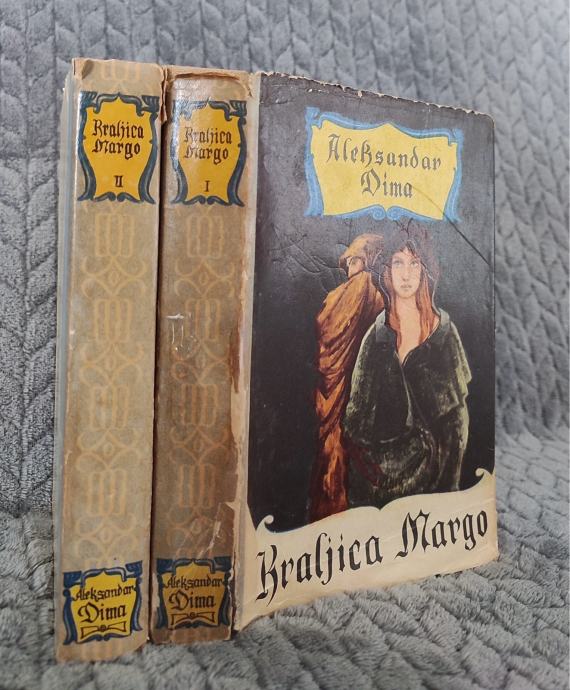 Kraljica
Margo
II
Aleksandar
Dima
Kraljica
Margo
I
Aleksandar
Dima
Aleksandar
Dima
Kraljica Margo